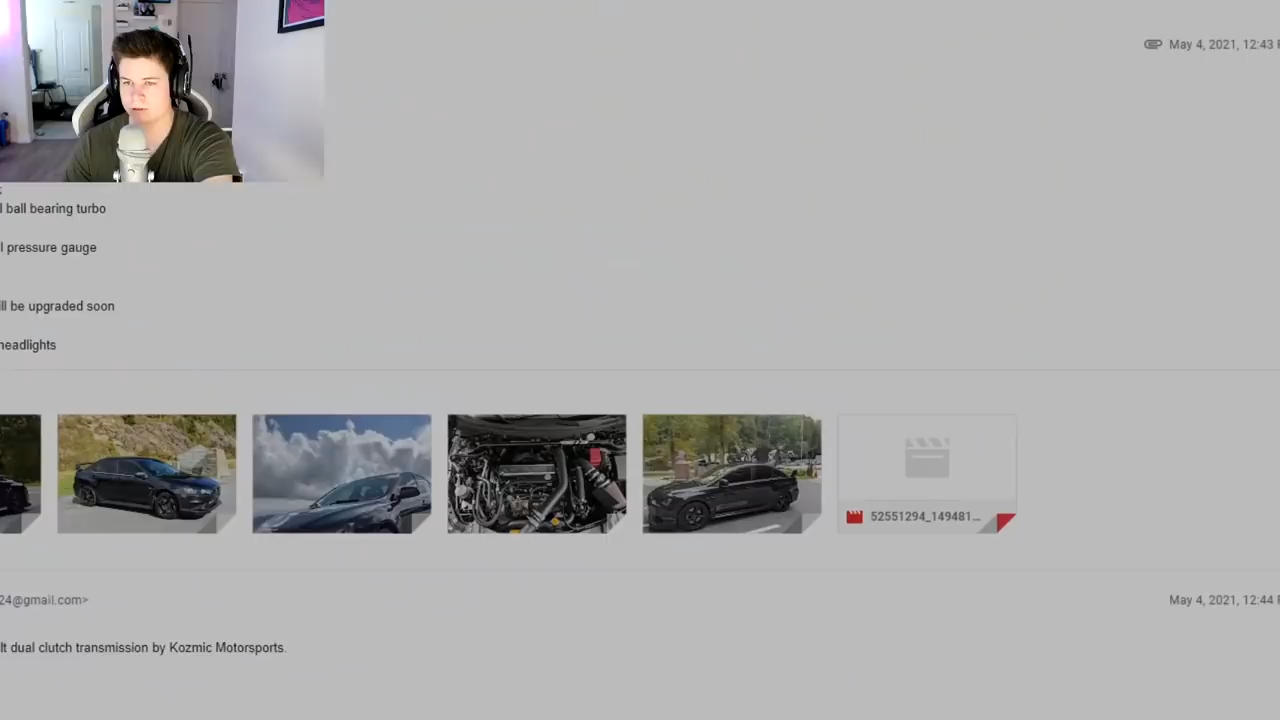 May 4, 2021, 12:43
l ball bearing turbo
l pressure gauge
ll be upgraded soon
headlights
52551294_149481...
24@gmail.com>
May 4, 2021, 12:44
lt dual clutch transmission by Kozmic Motorsports.